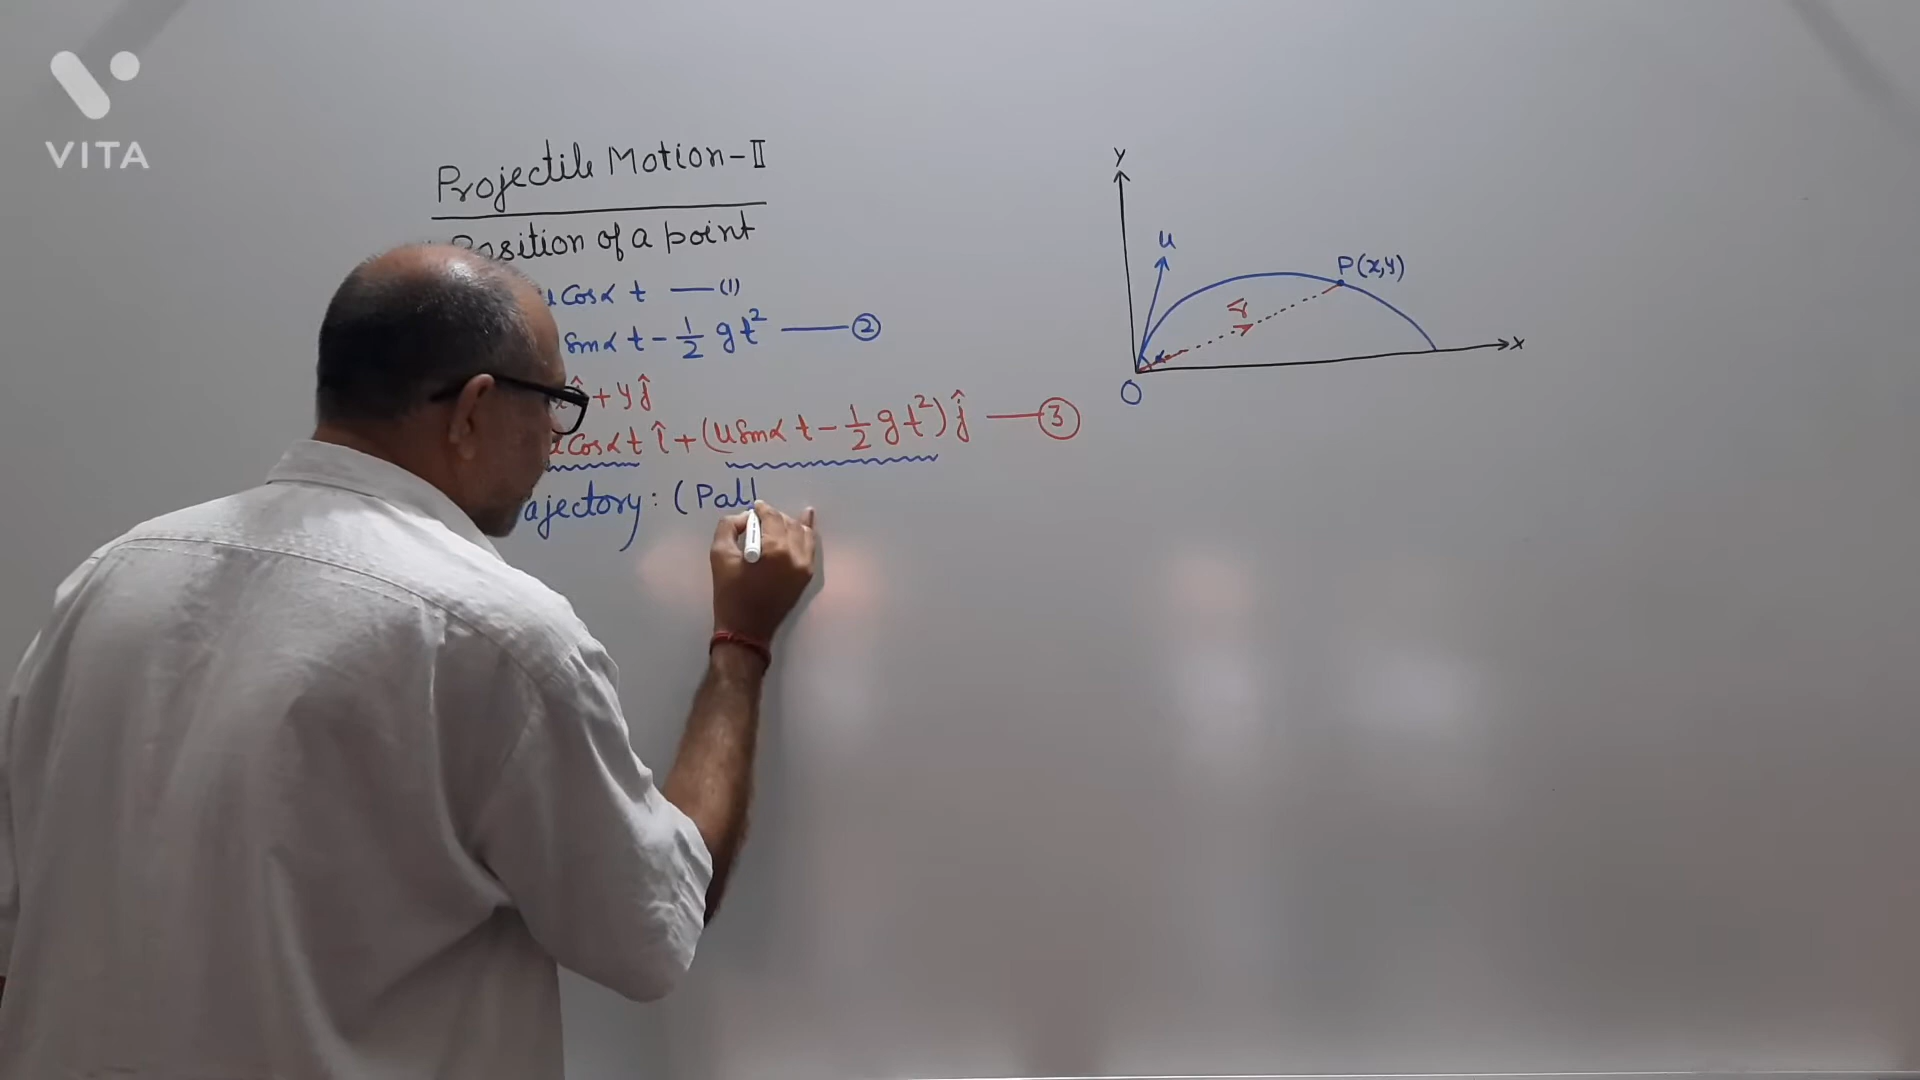 VITA
Projectile Motion-II
Position of a point
u Cosα t —(1)
Sinα t - 1/2 gt² — ②
x î + y ĵ
u Cosα t î + (u Sinα t - 1/2 gt²) ĵ — ③
ajectory: (Pat
y
u
P(x,y)
r
α
x
O